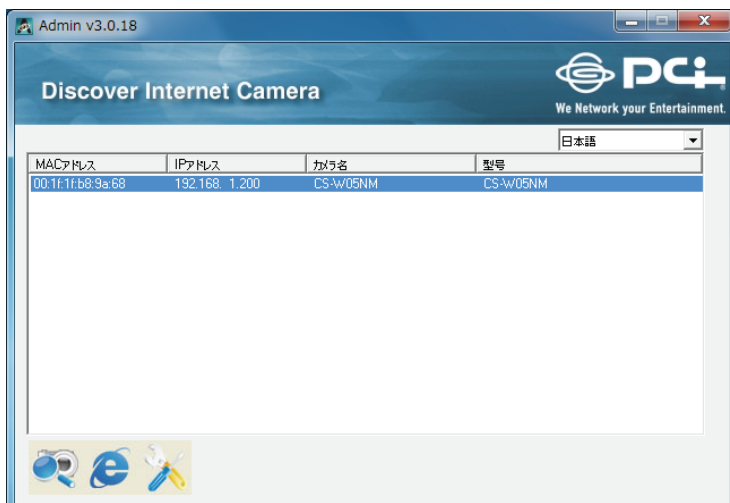 Admin v3.0.18
Discover Internet Camera
PCi
We Network your Entertainment.
日本語
MACアドレス IPアドレス カメラ名 型号
00:1f:1f:b8:9a:68 192.168. 1.200 CS-W05NM CS-W05NM